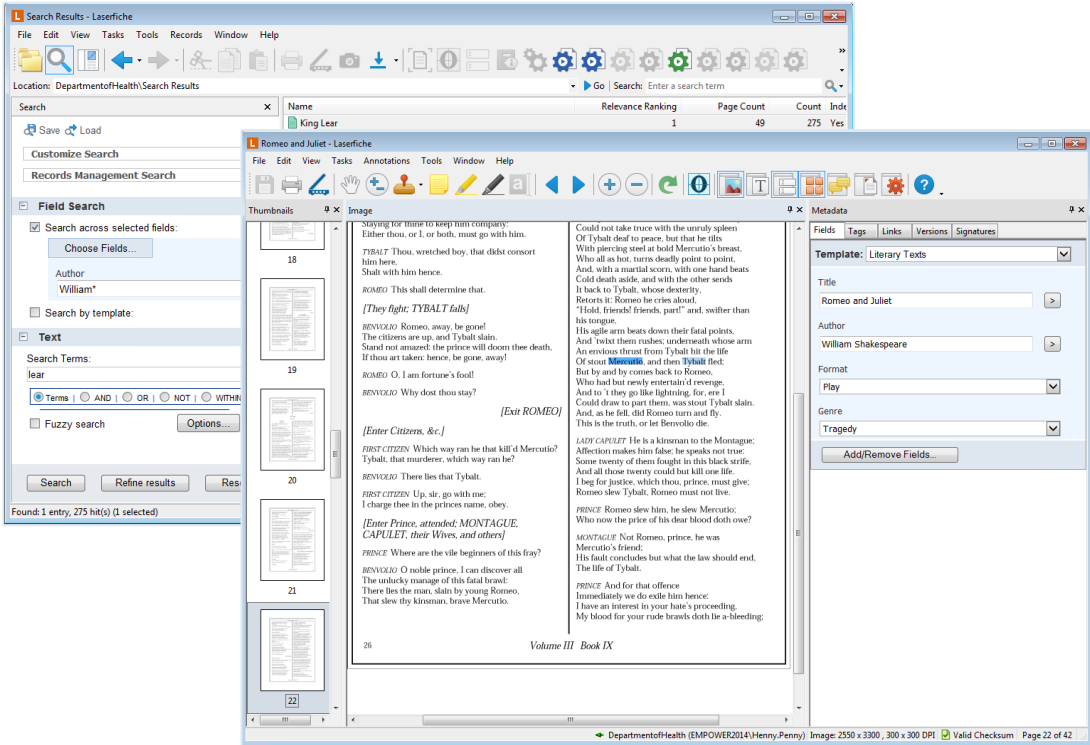 Search Results - Laserfiche
File Edit View Tasks Tools Records Window Help
Location: DepartmentofHealth\Search Results
Go Search: Enter a search term
Search
Save Load
Customize Search
Records Management Search
Field Search
Search across selected fields:
Choose Fields...
Author
William*
Search by template:
Text
Search Terms:
lear
Terms | AND | OR | NOT | WITHIN
Fuzzy search
Options...
Search Refine results
Found: 1 entry, 275 hit(s) (1 selected)
Name Relevance Ranking Page Count Count
King Lear 1 49 275 Yes
Romeo and Juliet - Laserfiche
File Edit View Tasks Annotations Tools Window Help
Thumbnails
18
19
20
21
22
Image
Staying for thine to keep him company:
Either thou, or I, or both, must go with him.
TYBALT Thou, wretched boy, that didst consort
him here,
Shalt with him hence.
ROMEO This shall determine that.
[They fight; TYBALT falls]
BENVOLIO Romeo, away, be gone!
The citizens are up, and Tybalt slain.
Stand not amazed: the prince will doom thee death,
If thou art taken: hence, be gone, away!
ROMEO O, I am fortune's fool!
BENVOLIO Why dost thou stay?
[Exit ROMEO]
[Enter Citizens, &c.]
FIRST CITIZEN Which way ran he that kill'd Mercutio?
Tybalt, that murderer, which way ran he?
BENVOLIO There lies that Tybalt.
FIRST CITIZEN Up, sir, go with me;
I charge thee in the princes name, obey.
[Enter Prince, attended; MONTAGUE,
CAPULET, their Wives, and others]
PRINCE Where are the vile beginners of this fray?
BENVOLIO O noble prince, I can discover all
The unlucky manage of this fatal brawl:
There lies the man, slain by young Romeo,
That slew thy kinsman, brave Mercutio.
Could not take truce with the unruly spleen
Of Tybalt deaf to peace, but that he tilts
With piercing steel at bold Mercutio's breast,
Who all as hot, turns deadly point to point,
And, with a martial scorn, with one hand beats
Cold death aside, and with the other sends
It back to Tybalt, whose dexterity,
Retorts it: Romeo he cries aloud,
"Hold, friends! friends, part!" and, swifter than
his tongue,
His agile arm beats down their fatal points,
And 'twixt them rushes; underneath whose arm
An envious thrust from Tybalt hit the life
Of stout Mercutio, and then Tybalt fled;
But by and by comes back to Romeo,
Who had but newly entertain'd revenge,
And to 't they go like lightning, for, ere I
Could draw to part them, was stout Tybalt slain.
And, as he fell, did Romeo turn and fly.
This is the truth, or let Benvolio die.
LADY CAPULET He is a kinsman to the Montague;
Affection makes him false; he speaks not true:
Some twenty of them fought in this black strife,
And all those twenty could but kill one life.
I beg for justice, which thou, prince, must give;
Romeo slew Tybalt, Romeo must not live.
PRINCE Romeo slew him, he slew Mercutio;
Who now the price of his dear blood doth owe?
MONTAGUE Not Romeo, prince, he was
Mercutio's friend;
His fault concludes but what the law should end,
The life of Tybalt.
PRINCE And for that offence
Immediately we do exile him hence:
I have an interest in your hate's proceeding,
My blood for your rude brawls doth lie a-bleeding;
26 Volume III Book IX
Metadata
Fields Tags Links Versions Signatures
Template: Literary Texts
Title
Romeo and Juliet
Author
William Shakespeare
Format
Play
Genre
Tragedy
Add/Remove Fields...
DepartmentofHealth (EMPOWER2014\Henny.Penny) Image: 2550 x 3300 , 300 x 300 DPI Valid Checksum Page 22 of 42